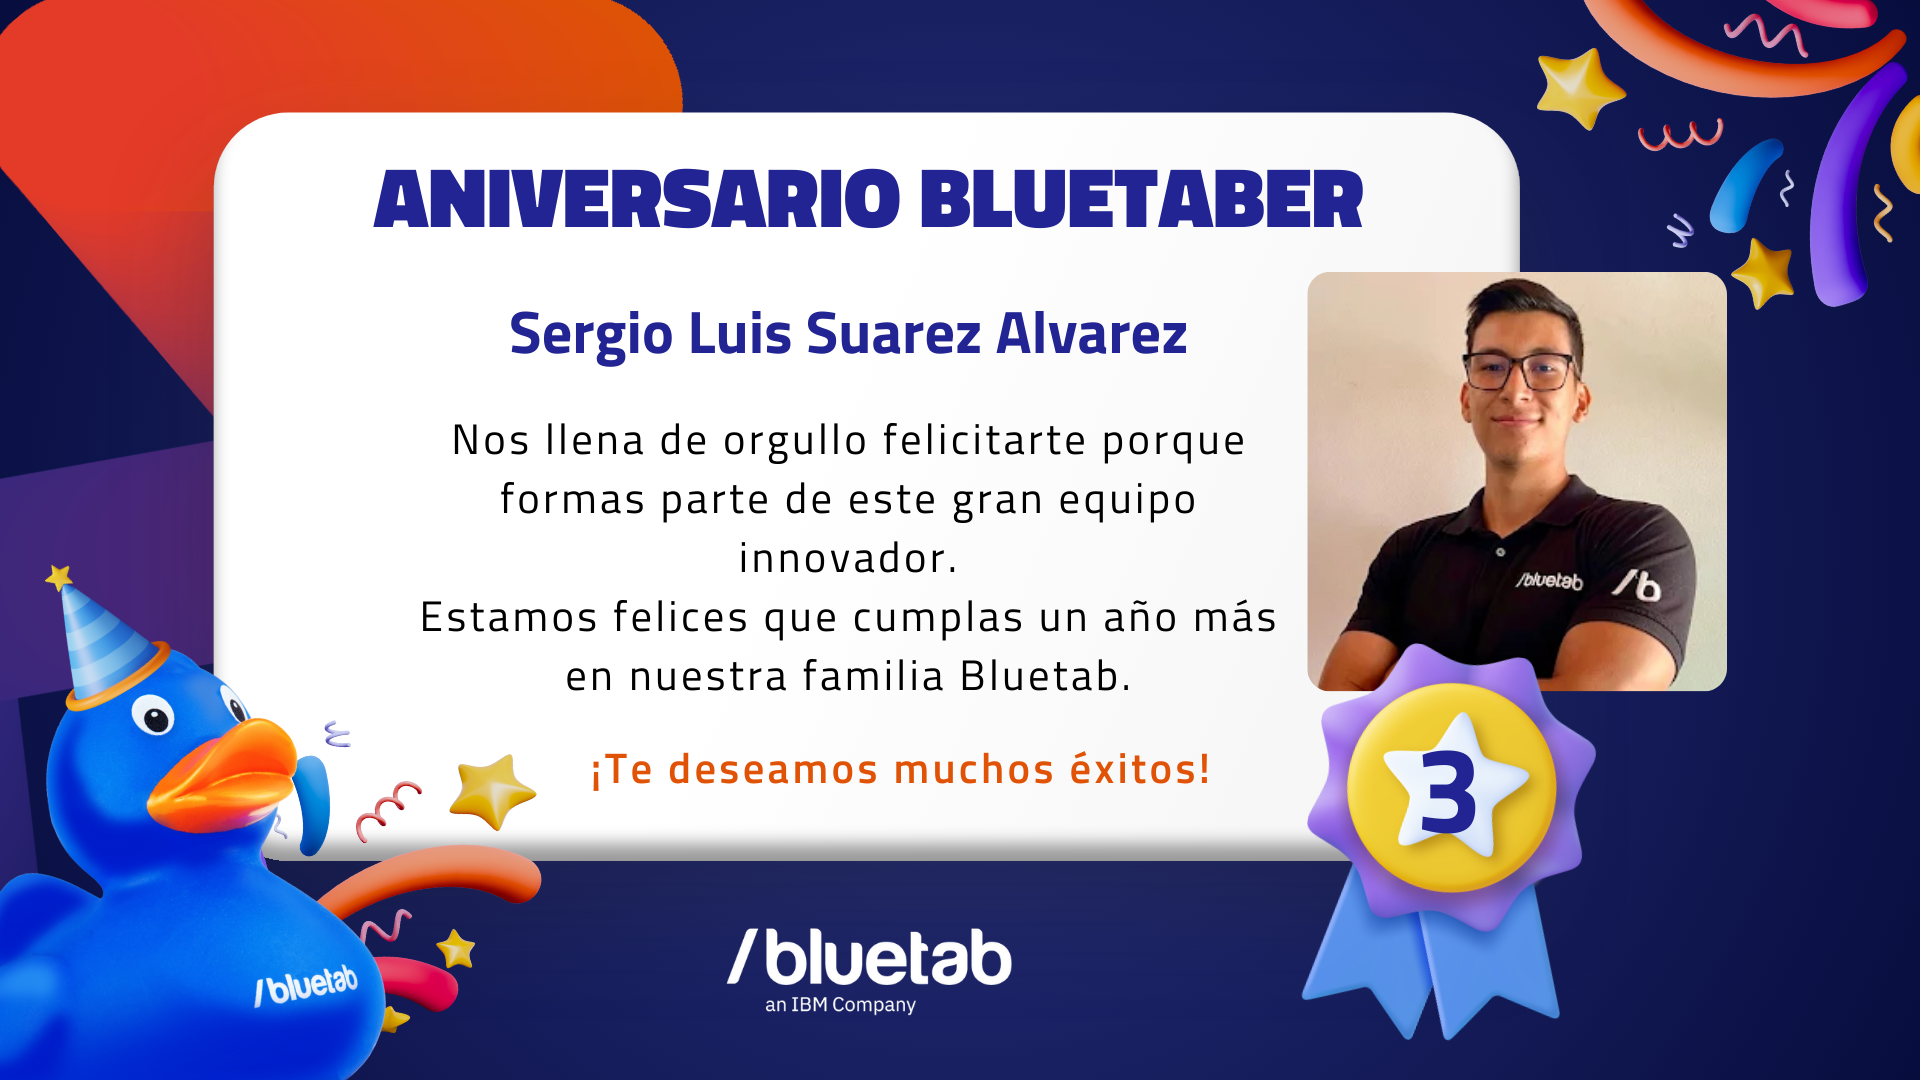 ANIVERSARIO BLUETABER
Sergio Luis Suarez Alvarez
Nos llena de orgullo felicitarte porque
formas parte de este gran equipo
innovador.
Estamos felices que cumplas un año más
en nuestra familia Bluetab.
¡Te deseamos muchos éxitos!
/bluetab
/b
3
/bluetab
/bluetab
an IBM Company